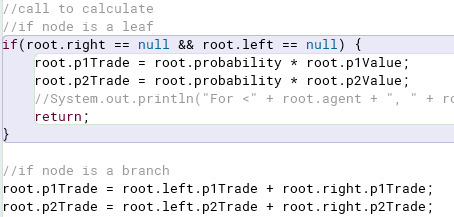 //call to calculate
//if node is a leaf
if(root.right == null && root.left == null) {
root.p1Trade = root.probability * root.p1Value;
root.p2Trade = root.probability * root.p2Value;
//System.out.println("For <" + root.agent + ", " + ro
return;
}
//if node is a branch
root.p1Trade = root.left.p1Trade + root.right.p1Trade;
root.p2Trade = root.left.p2Trade + root.right.p2Trade;